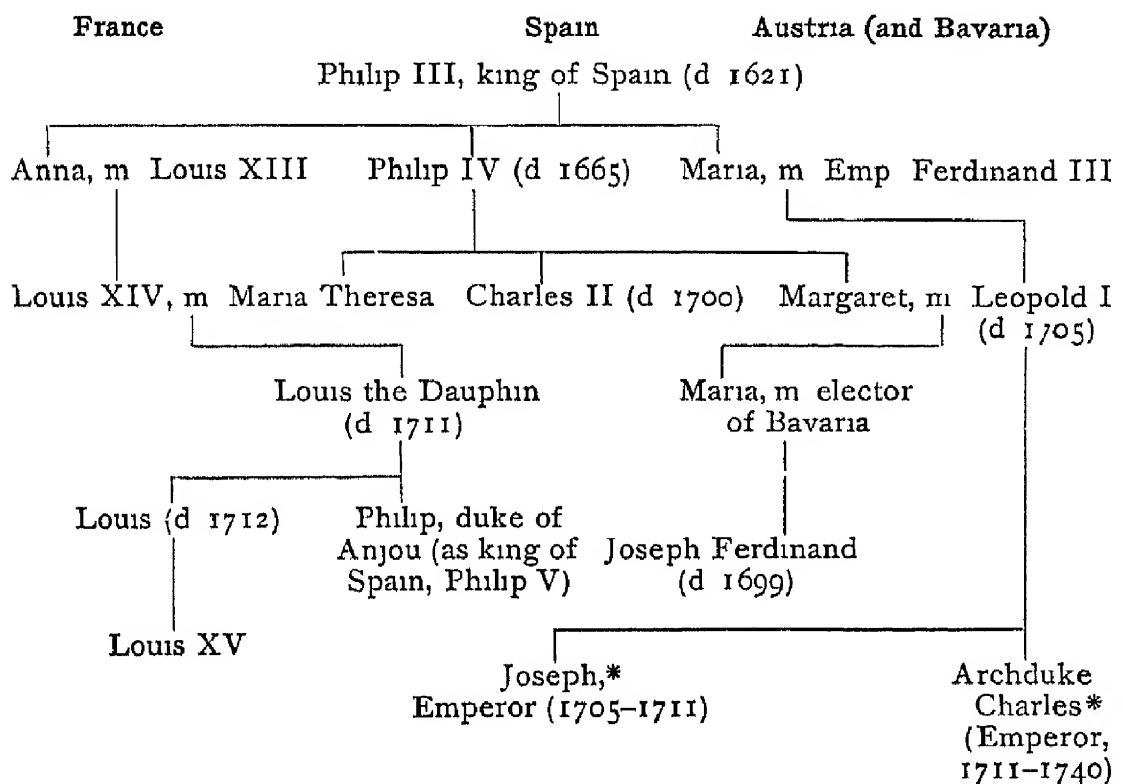 France Spain Austria (and Bavaria)
Philip III, king of Spain (d 1621)
Anna, m Louis XIII Philip IV (d 1665) Maria, m Emp Ferdinand III
Louis XIV, m Maria Theresa Charles II (d 1700) Margaret, m Leopold I
(d 1705)
Louis the Dauphin
(d 1711)
Maria, m elector
of Bavaria
Louis (d 1712)
Philip, duke of
Anjou (as king of
Spain, Philip V)
Joseph Ferdinand
(d 1699)
Louis XV
Joseph,*
Emperor (1705–1711)
Archduke
Charles*
(Emperor,
1711–1740)